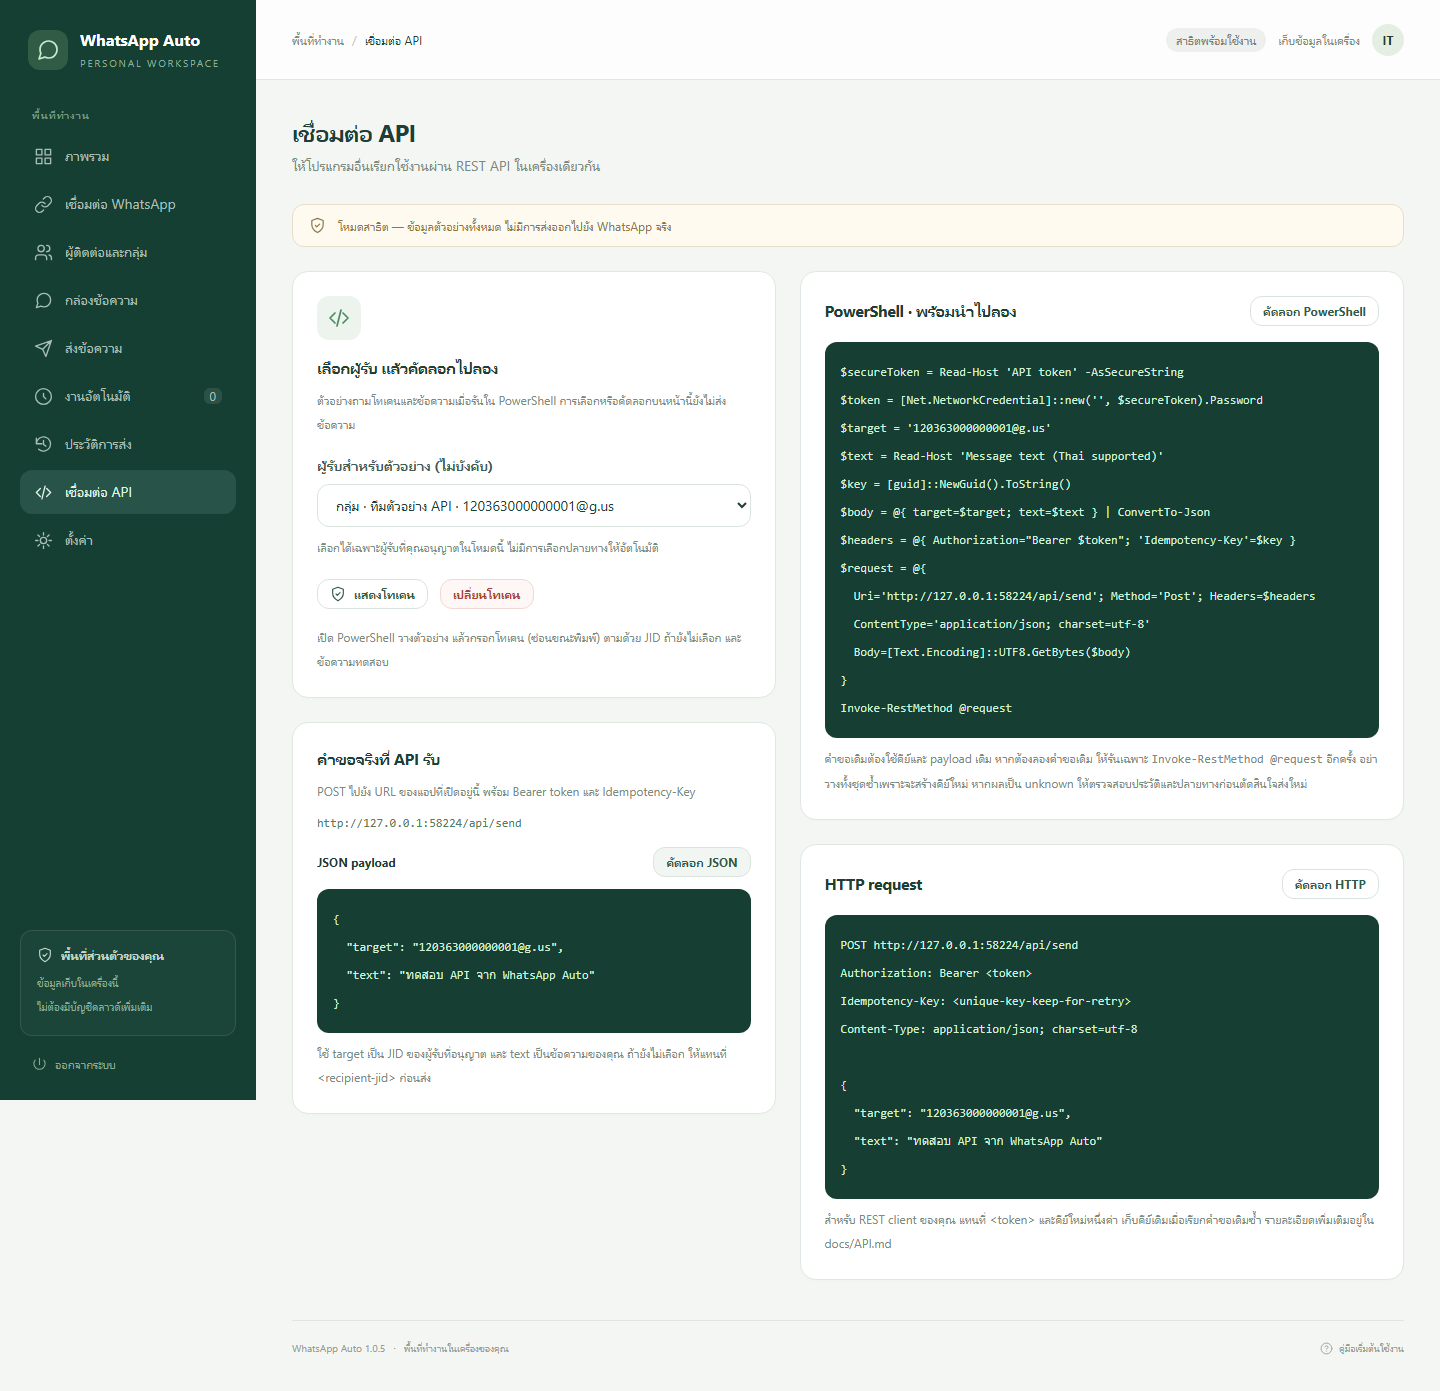 WhatsApp Auto
PERSONAL WORKSPACE
พื้นที่ทำงาน
ภาพรวม
เชื่อมต่อ WhatsApp
ผู้ติดต่อและกลุ่ม
กล่องข้อความ
ส่งข้อความ
งานอัตโนมัติ 0
ประวัติการส่ง
เชื่อมต่อ API
ตั้งค่า
พื้นที่ส่วนตัวของคุณ
ข้อมูลเก็บในเครื่องนี้
ไม่ต้องมีบัญชีคลาวด์เพิ่มเติม
ออกจากระบบ
พื้นที่ทำงาน / เชื่อมต่อ API
สาธิตพร้อมใช้งาน เก็บข้อมูลในเครื่อง IT
เชื่อมต่อ API
ให้โปรแกรมอื่นเรียกใช้งานผ่าน REST API ในเครื่องเดียวกัน
โหมดสาธิต — ข้อมูลตัวอย่างทั้งหมด ไม่มีการส่งออกไปยัง WhatsApp จริง
เลือกผู้รับ แล้วคัดลอกไปลอง
ตัวอย่างถามโทเคนและข้อความเมื่อรันใน PowerShell การเลือกหรือคัดลอกบนหน้านี้ยังไม่ส่ง
ข้อความ
ผู้รับสำหรับตัวอย่าง (ไม่บังคับ)
กลุ่ม · ทีมตัวอย่าง API · 120363000000001@g.us
เลือกได้เฉพาะผู้รับที่คุณอนุญาตในโหมดนี้ ไม่มีการเลือกปลายทางให้อัตโนมัติ
แสดงโทเคน เปลี่ยนโทเคน
เปิด PowerShell วางตัวอย่าง แล้วกรอกโทเคน (ซ่อนขณะพิมพ์) ตามด้วย JID ถ้ายังไม่เลือก และ
ข้อความทดสอบ
คำขอจริงที่ API รับ
POST ไปยัง URL ของแอปที่เปิดอยู่นี้ พร้อม Bearer token และ Idempotency-Key
http://127.0.0.1:58224/api/send
JSON payload คัดลอก JSON
{
"target": "120363000000001@g.us",
"text": "ทดสอบ API จาก WhatsApp Auto"
}
ใช้ target เป็น JID ของผู้รับที่อนุญาต และ text เป็นข้อความของคุณ ถ้ายังไม่เลือก ให้แทนที่
<recipient-jid> ก่อนส่ง
PowerShell · พร้อมนำไปลอง คัดลอก PowerShell
$secureToken = Read-Host 'API token' -AsSecureString
$token = [Net.NetworkCredential]::new('', $secureToken).Password
$target = '120363000000001@g.us'
$text = Read-Host 'Message text (Thai supported)'
$key = [guid]::NewGuid().ToString()
$body = @{ target=$target; text=$text } | ConvertTo-Json
$headers = @{ Authorization="Bearer $token"; 'Idempotency-Key'=$key }
$request = @{
Uri='http://127.0.0.1:58224/api/send'; Method='Post'; Headers=$headers
ContentType='application/json; charset=utf-8'
Body=[Text.Encoding]::UTF8.GetBytes($body)
}
Invoke-RestMethod @request
คำขอเดิมต้องใช้คีย์และ payload เดิม หากต้องลองคำขอเดิม ให้รันเฉพาะ Invoke-RestMethod @request อีกครั้ง อย่า
วางทั้งชุดซ้ำเพราะจะสร้างคีย์ใหม่ หากผลเป็น unknown ให้ตรวจสอบประวัติและปลายทางก่อนตัดสินใจส่งใหม่
HTTP request คัดลอก HTTP
POST http://127.0.0.1:58224/api/send
Authorization: Bearer <token>
Idempotency-Key: <unique-key-keep-for-retry>
Content-Type: application/json; charset=utf-8
{
"target": "120363000000001@g.us",
"text": "ทดสอบ API จาก WhatsApp Auto"
}
สำหรับ REST client ของคุณ แทนที่ <token> และคีย์ใหม่หนึ่งค่า เก็บคีย์เดิมเมื่อเรียกคำขอเดิมซ้ำ รายละเอียดเพิ่มเติมอยู่ใน
docs/API.md
WhatsApp Auto 1.0.5 · พื้นที่ทำงานในเครื่องของคุณ
คู่มือเริ่มต้นใช้งาน